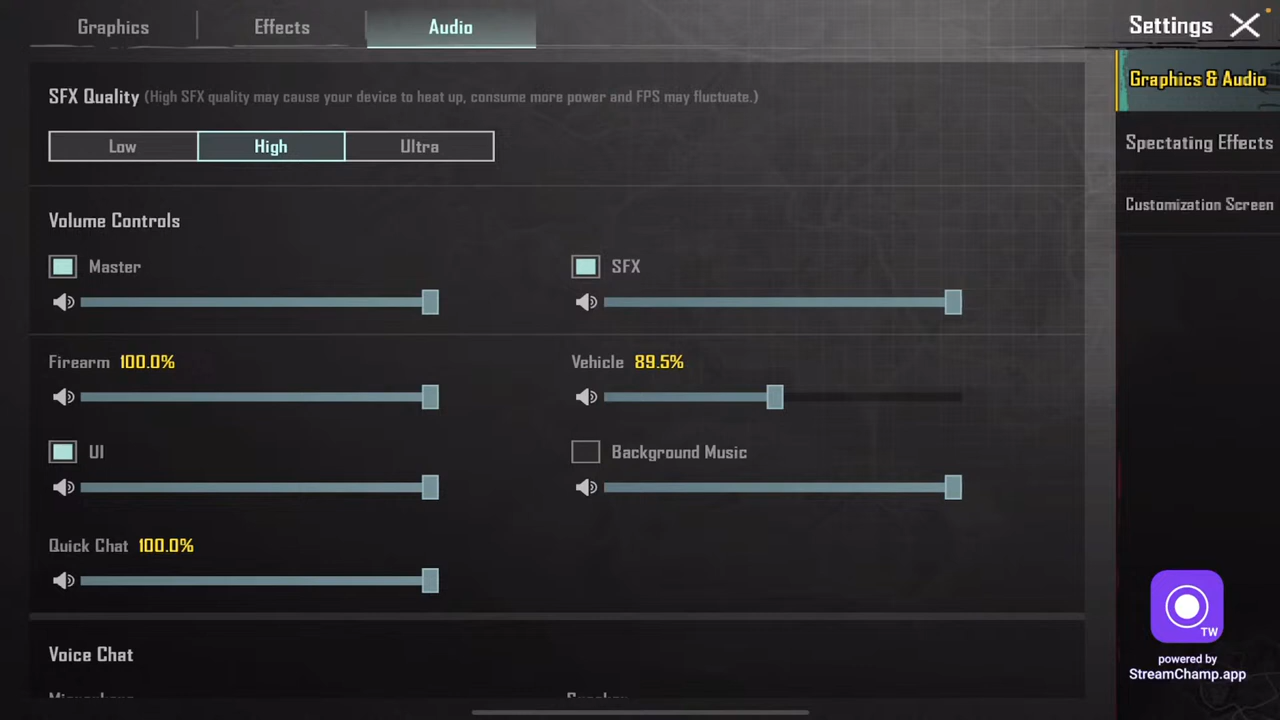 Graphics
Effects
Audio
Settings
Graphics & Audio
Spectating Effects
Customization Screen
SFX Quality (High SFX quality may cause your device to heat up, consume more power and FPS may fluctuate.)
Low
High
Ultra
Volume Controls
Master
SFX
Firearm 100.0%
Vehicle 89.5%
UI
Background Music
Quick Chat 100.0%
Voice Chat
TW
powered by
StreamChamp.app